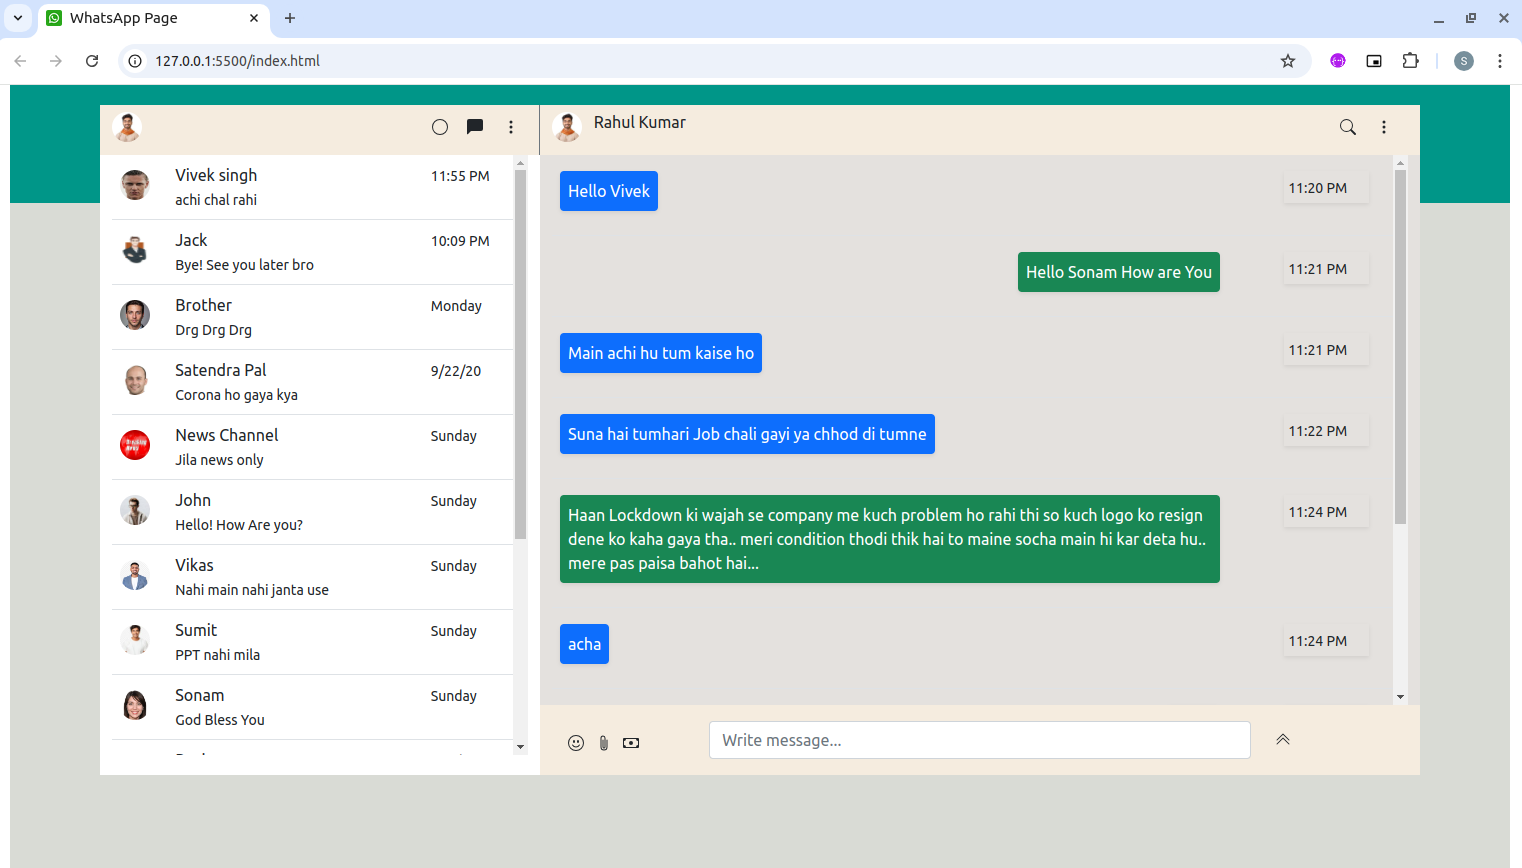 WhatsApp Page
127.0.0.1:5500/index.html
S
Vivek singh 11:55 PM
achi chal rahi
Jack 10:09 PM
Bye! See you later bro
Brother Monday
Drg Drg Drg
Satendra Pal 9/22/20
Corona ho gaya kya
News Channel Sunday
Jila news only
John Sunday
Hello! How Are you?
Vikas Sunday
Nahi main nahi janta use
Sumit Sunday
PPT nahi mila
Sonam Sunday
God Bless You
Rahul Kumar
Hello Vivek 11:20 PM
Hello Sonam How are You 11:21 PM
Main achi hu tum kaise ho 11:21 PM
Suna hai tumhari Job chali gayi ya chhod di tumne 11:22 PM
Haan Lockdown ki wajah se company me kuch problem ho rahi thi so kuch logo ko resign 11:24 PM
dene ko kaha gaya tha.. meri condition thodi thik hai to maine socha main hi kar deta hu..
mere pas paisa bahot hai...
acha 11:24 PM
Write message...